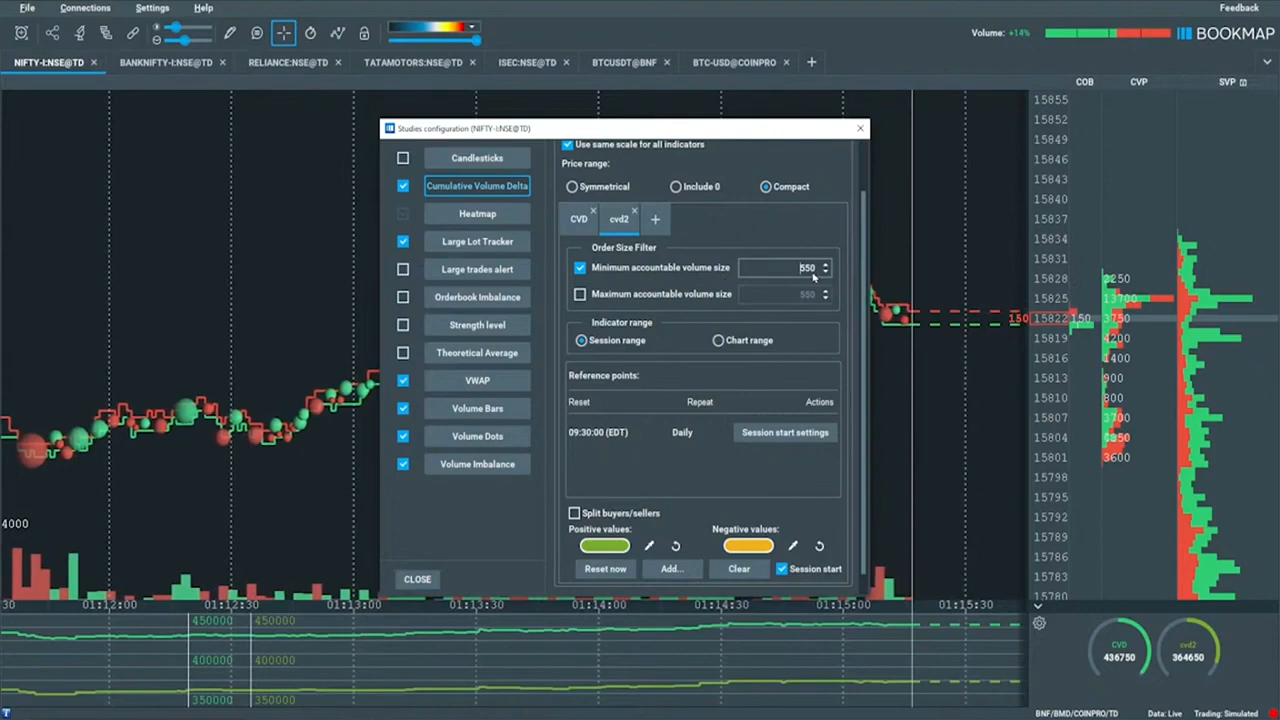 File Connections Settings Help Feedback
Volume: +14% BOOKMAP
NIFTY-I:NSE@TD BANKNIFTY-I:NSE@TD RELIANCE:NSE@TD TATAMOTORS:NSE@TD ISEC:NSE@TD BTCUSDT@BNF BTC-USD@COINPRO
COB CVP SVP
Studies configuration (NIFTY-I:NSE@TD)
Candlesticks
Cumulative Volume Delta
Heatmap
Large Lot Tracker
Large trades alert
Orderbook Imbalance
Strength level
Theoretical Average
VWAP
Volume Bars
Volume Dots
Volume Imbalance
CLOSE
Use same scale for all indicators
Price range:
Symmetrical Include 0 Compact
CVD cvd2
Order Size Filter
Minimum accountable volume size 550
Maximum accountable volume size 550
Indicator range
Session range Chart range
Reference points:
Reset Repeat Actions
09:30:00 (EDT) Daily Session start settings
Split buyers/sellers
Positive values: Negative values:
Reset now Add... Clear Session start
15855
15852
15849
15846
15843
15840
15837
15834
15831
15828 3250
15825 13700
150 15822 150 3750
15819 4200
15816 1400
15813 900
15810 800
15807 3700
15804
15801 3600
15798
15795
15792
15789
15786
15783
15780
4000
30 01:12:00 01:12:30 01:13:00 01:13:30 01:14:00 01:14:30 01:15:00 01:15:30
450000 450000
400000 400000
350000 350000
CVD
436750
cvd2
364650
BNF/BMD/COINPRO/TD Data: Live Trading: Simulated